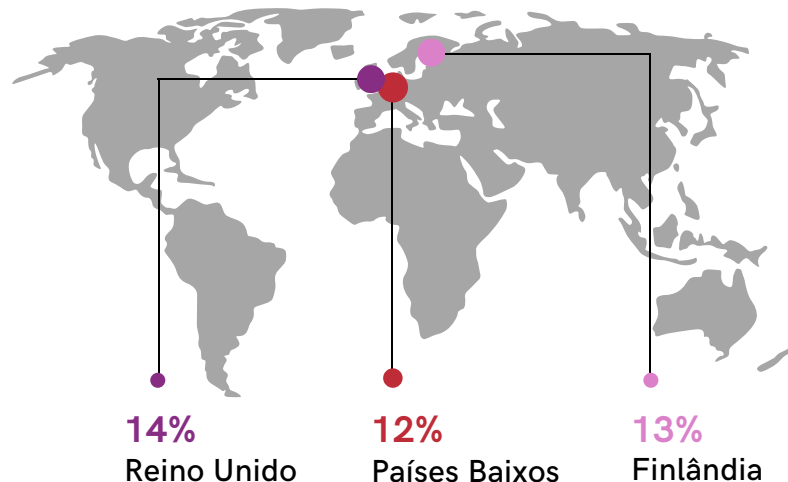 14%
Reino Unido
12%
Países Baixos
13%
Finlândia